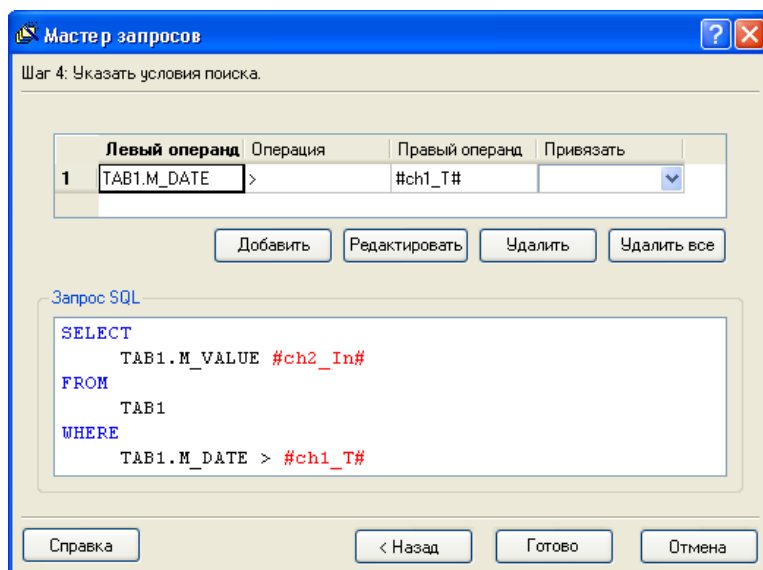 Мастер запросов
Шаг 4: Указать условия поиска.
Левый операнд Операция Правый операнд Привязать
1 TAB1.M_DATE > #ch1_T#
Добавить Редактировать Удалить Удалить все
Запрос SQL
SELECT
TAB1.M_VALUE #ch2_In#
FROM
TAB1
WHERE
TAB1.M_DATE > #ch1_T#
Справка < Назад Готово Отмена